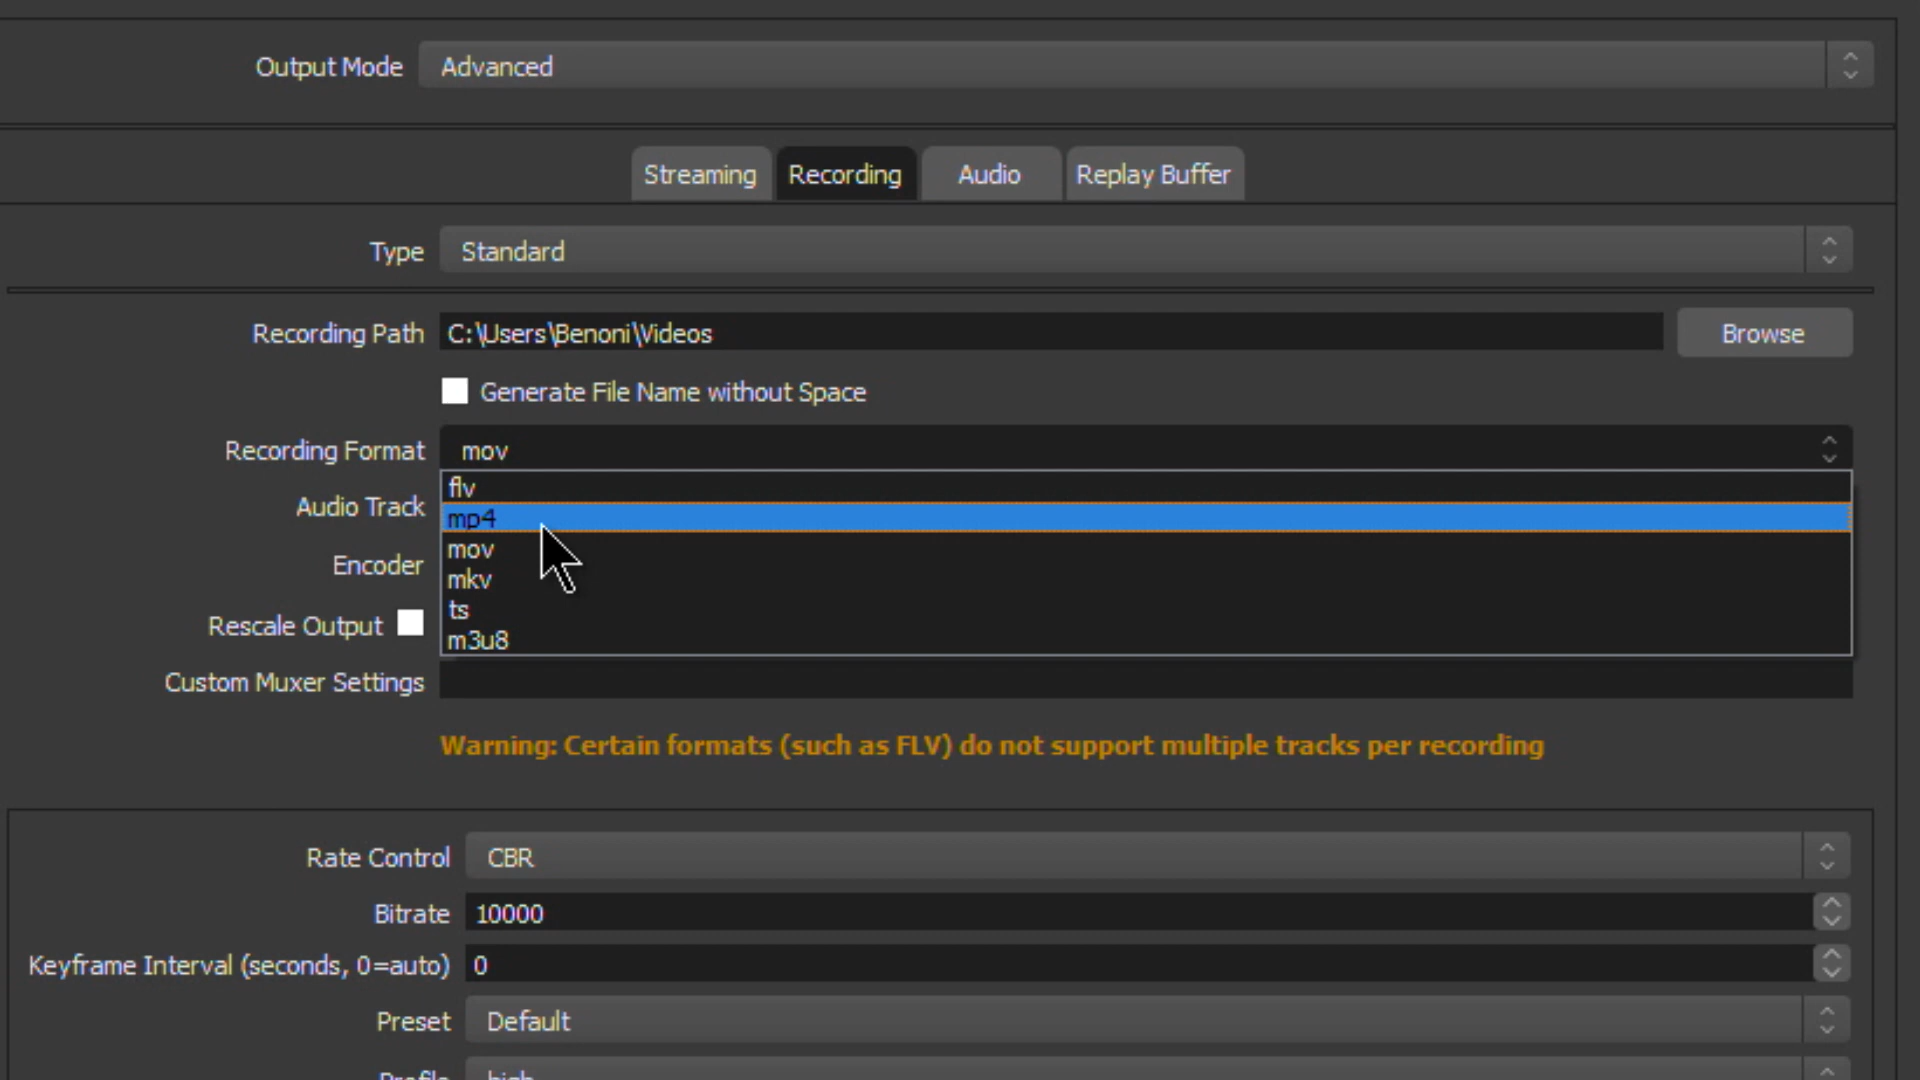 Output Mode Advanced
Streaming Recording Audio Replay Buffer
Type Standard
Recording Path C:\Users\Benoni\Videos Browse
Generate File Name without Space
Recording Format mov
flv
Audio Track mp4
mov
Encoder mkv
ts
Rescale Output m3u8
Custom Muxer Settings
Warning: Certain formats (such as FLV) do not support multiple tracks per recording
Rate Control CBR
Bitrate 10000
Keyframe Interval (seconds, 0=auto) 0
Preset Default
Profile high